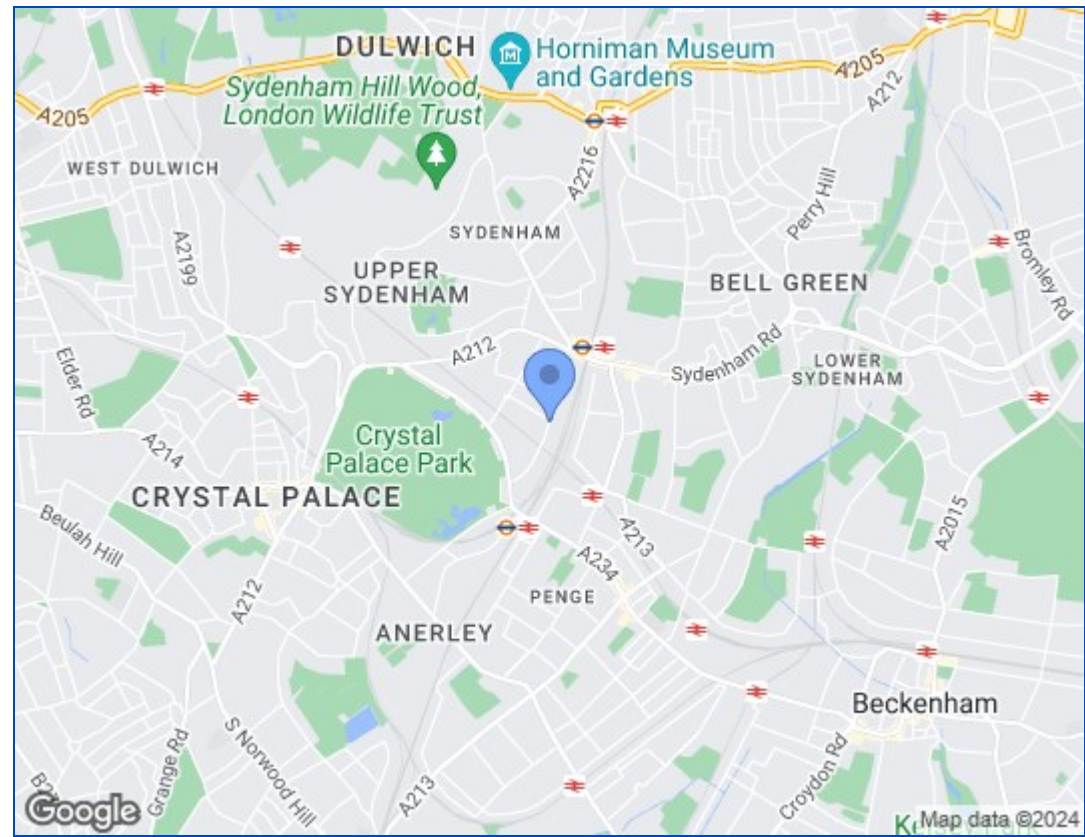 DULWICH
Horniman Museum
and Gardens
A205
A212
Sydenham Hill Wood,
London Wildlife Trust
A205
WEST DULWICH
A2216
Perry Hill
SYDENHAM
A2199
UPPER
SYDENHAM
BELL GREEN
Bromley Rd
A212
Sydenham Rd
LOWER
SYDENHAM
Elder Rd
A214
Crystal
Palace Park
CRYSTAL PALACE
Beulah Hill
A213
A2015
A234
A212
PENGE
ANERLEY
Beckenham
S Norwood Hill
Grange Rd
A213
Croydon Rd
Google
Map data ©2024